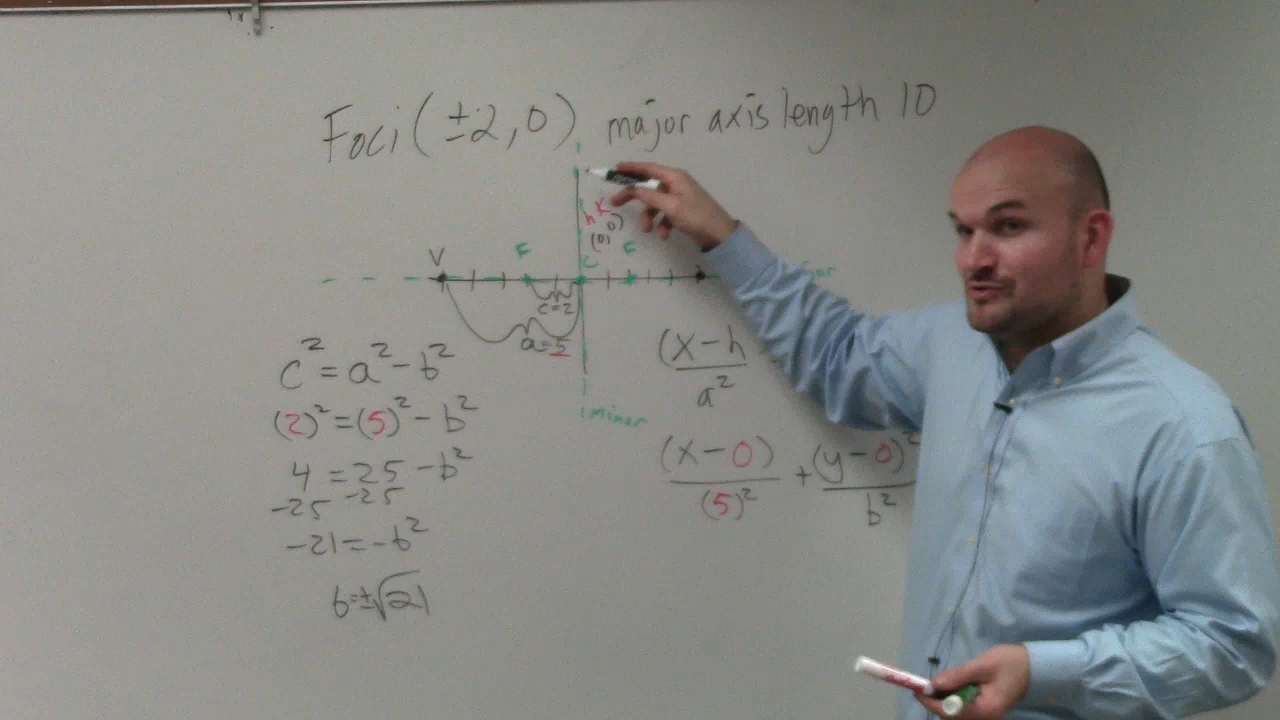 Foci (±2,0) major axis length 10
h k
(0,0)
V F C F
c=2
a=5
minor
c² = a² - b²
(2)² = (5)² - b²
4 = 25 - b²
-25 -25
-21 = -b²
b=±√21
(x-h
a²
(x-0) + (y-0)²
(5)² b²